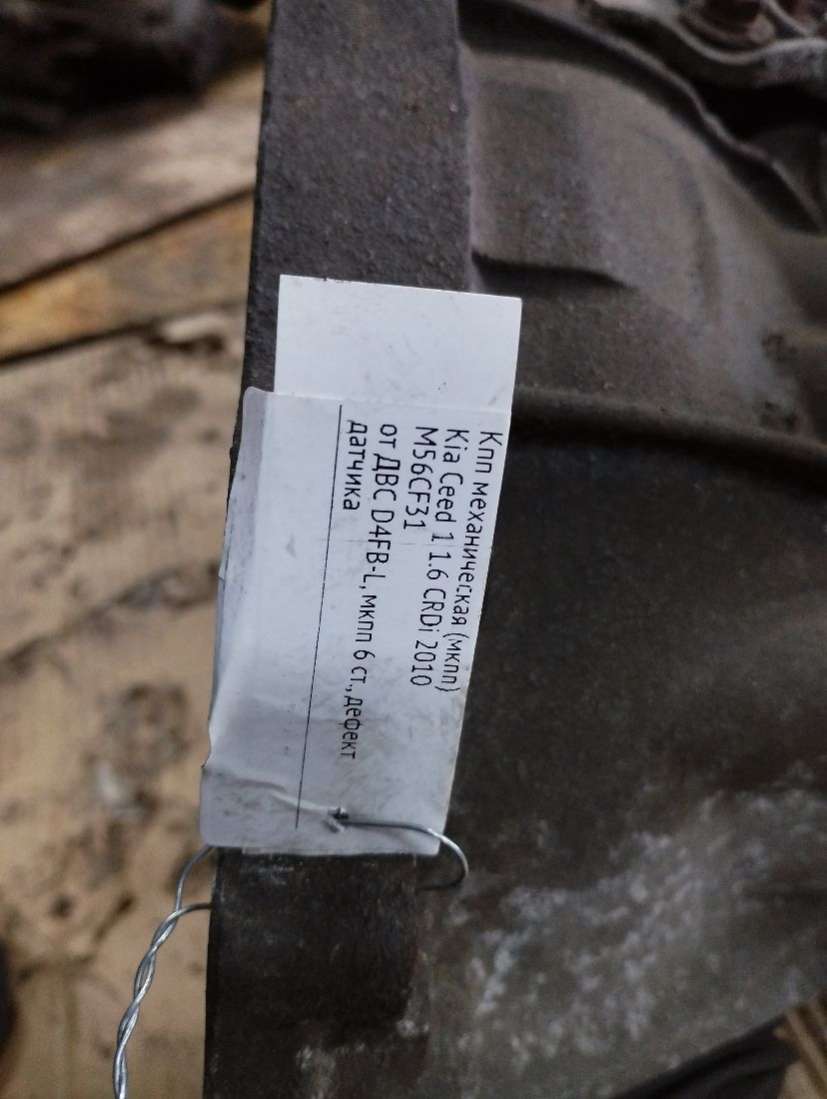 Кпп механическая (мкпп)
Kia Ceed 1 1.6 CRDi 2010
M56CF31
от ДВС D4FB-L, мкпп 6 ст., дефект
датчика